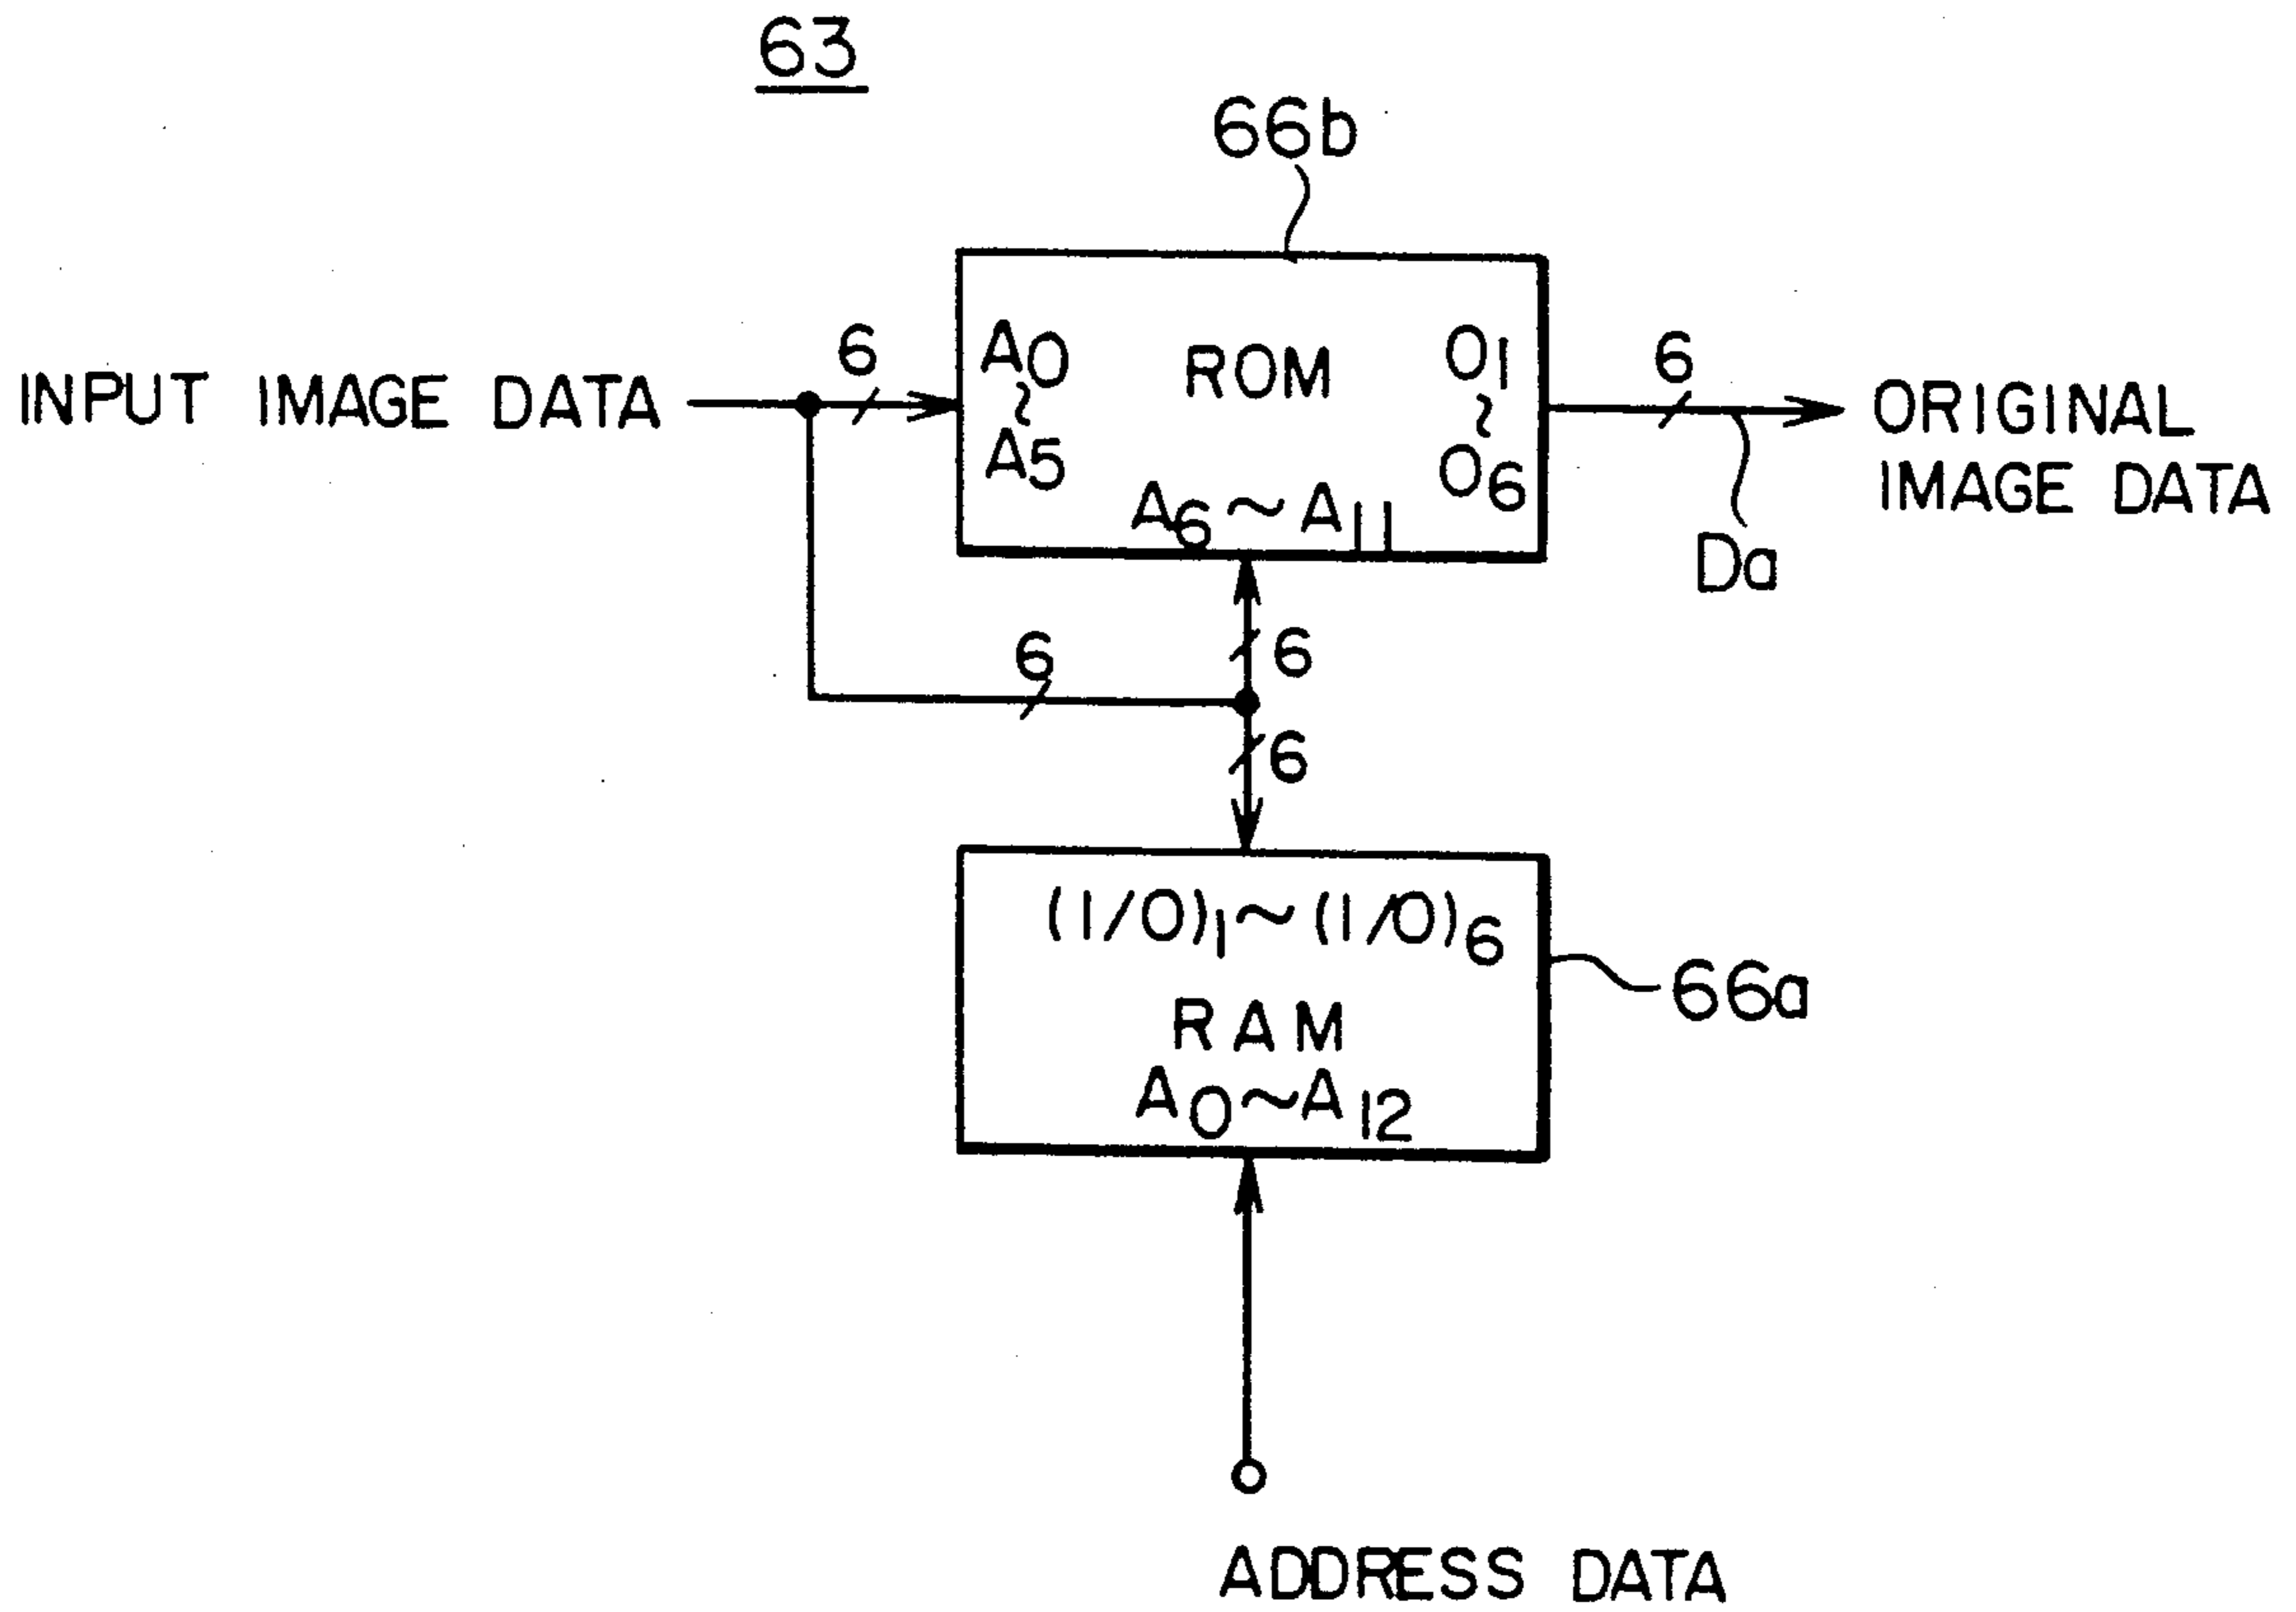 63
66b
6
A0
~
A5
ROM
O1
~
O6
6
INPUT IMAGE DATA
ORIGINAL
IMAGE DATA
A6~A11
Da
6
6
6
(I/O)1~(I/O)6
66a
RAM
A0~A12
ADDRESS DATA